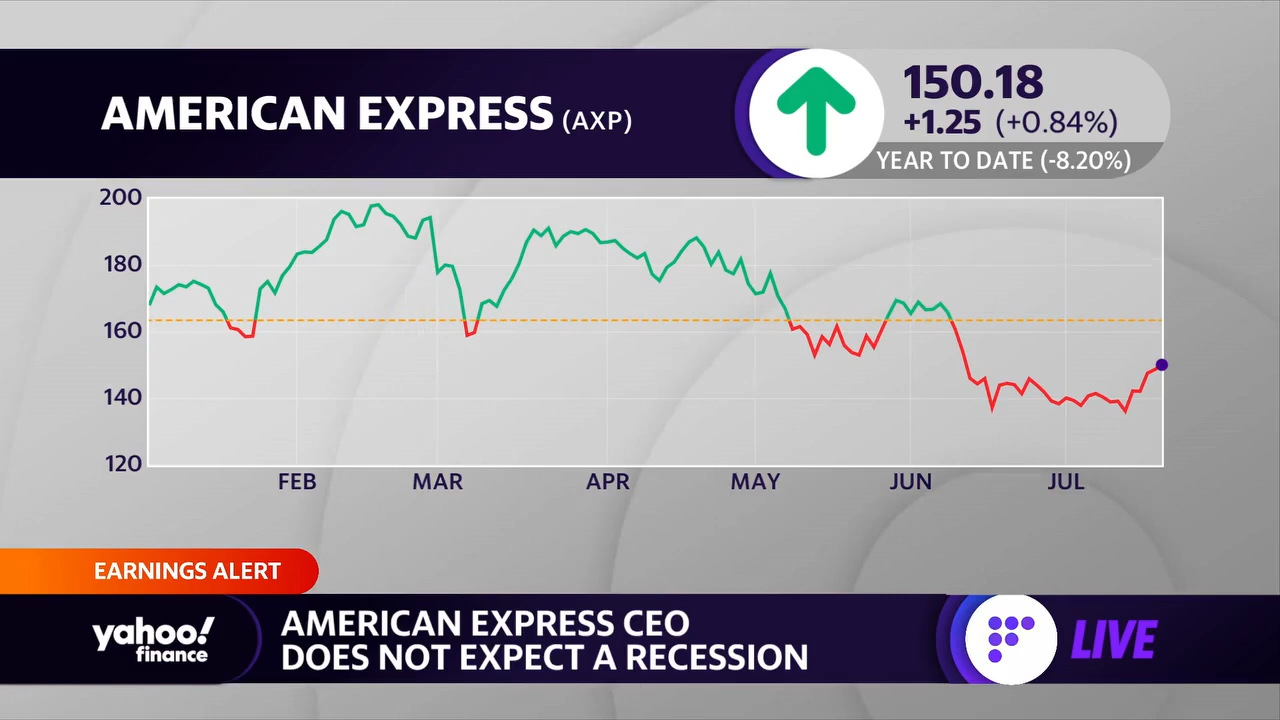 AMERICAN EXPRESS (AXP)
150.18
+1.25 (+0.84%)
YEAR TO DATE (-8.20%)
200
180
160
140
120
FEB MAR APR MAY JUN JUL
EARNINGS ALERT
yahoo!
finance
AMERICAN EXPRESS CEO
DOES NOT EXPECT A RECESSION
LIVE